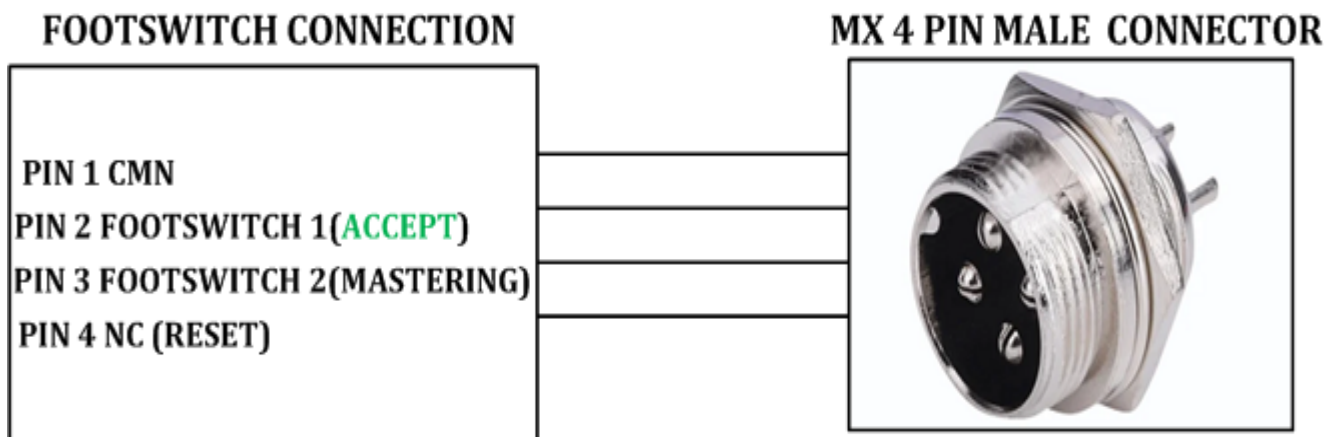 FOOTSWITCH CONNECTION
MX 4 PIN MALE CONNECTOR
PIN 1 CMN
PIN 2 FOOTSWITCH 1(ACCEPT)
PIN 3 FOOTSWITCH 2(MASTERING)
PIN 4 NC (RESET)